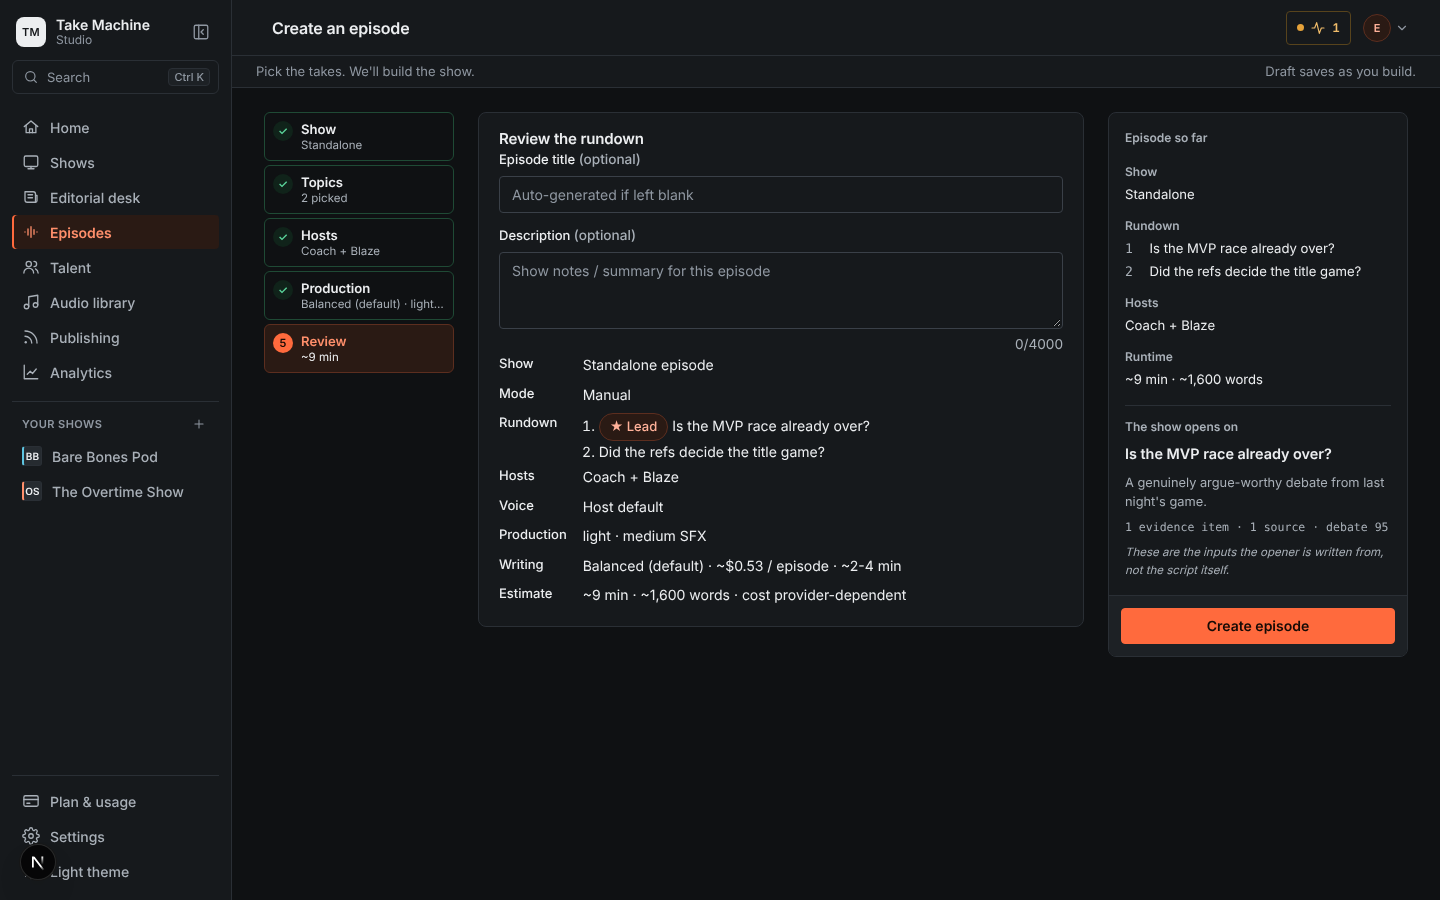 TM
Take Machine
Studio
Search
Ctrl K
Home
Shows
Editorial desk
Episodes
Talent
Audio library
Publishing
Analytics
YOUR SHOWS
BB
Bare Bones Pod
OS
The Overtime Show
Plan & usage
Settings
N
Light theme
Create an episode
1
E
Pick the takes. We'll build the show.
Draft saves as you build.
Show
Standalone
Topics
2 picked
Hosts
Coach + Blaze
Production
Balanced (default) · light...
5
Review
~9 min
Review the rundown
Episode title (optional)
Auto-generated if left blank
Description (optional)
Show notes / summary for this episode
0/4000
Show Standalone episode
Mode Manual
Rundown 1. ★ Lead Is the MVP race already over?
2. Did the refs decide the title game?
Hosts Coach + Blaze
Voice Host default
Production light · medium SFX
Writing Balanced (default) · ~$0.53 / episode · ~2-4 min
Estimate ~9 min · ~1,600 words · cost provider-dependent
Episode so far
Show
Standalone
Rundown
1 Is the MVP race already over?
2 Did the refs decide the title game?
Hosts
Coach + Blaze
Runtime
~9 min · ~1,600 words
The show opens on
Is the MVP race already over?
A genuinely argue-worthy debate from last
night's game.
1 evidence item · 1 source · debate 95
These are the inputs the opener is written from,
not the script itself.
Create episode